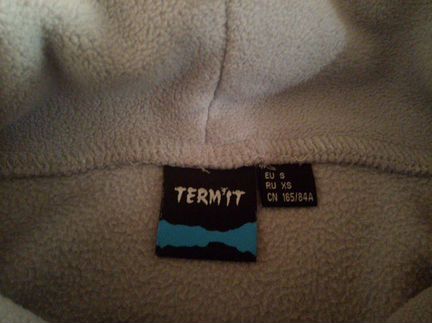 TERM'IT
EU S
RU XS
CN 165/84A